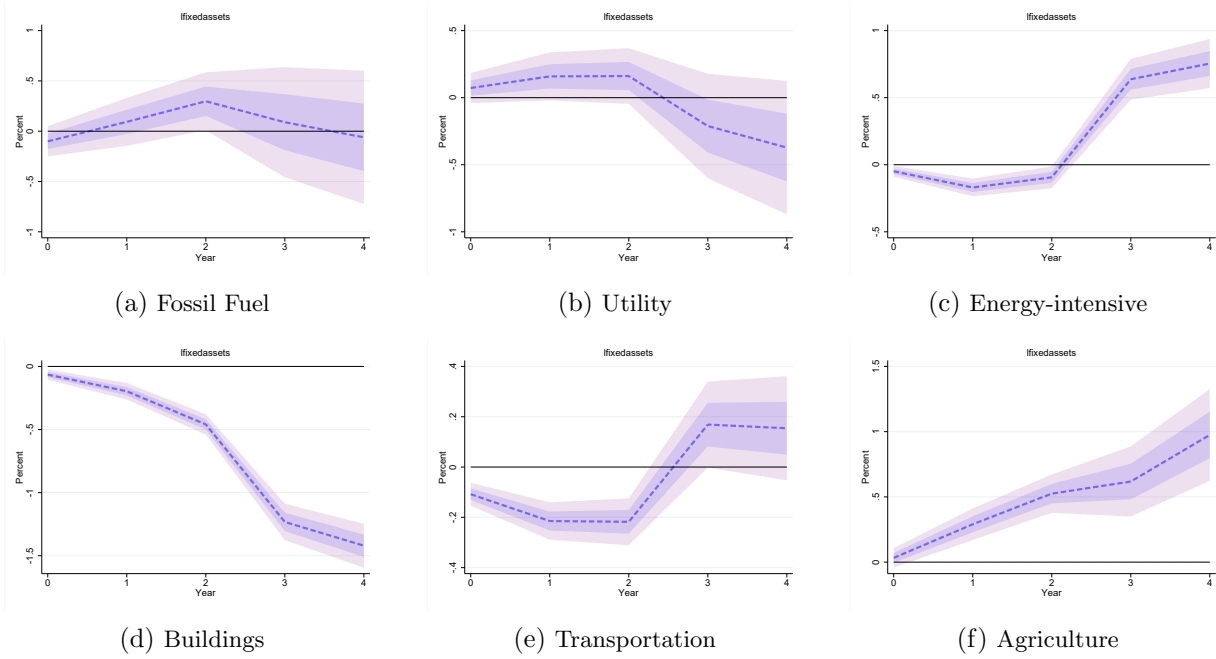 lfixedassets
Percent
1
.5
0
-.5
-1
0 1 2 3 4
Year
(a) Fossil Fuel
lfixedassets
Percent
.5
0
-.5
-1
0 1 2 3 4
Year
(b) Utility
lfixedassets
Percent
1
.5
0
-.5
0 1 2 3 4
Year
(c) Energy-intensive
lfixedassets
Percent
0
-.5
-1
-1.5
0 1 2 3 4
Year
(d) Buildings
lfixedassets
Percent
.4
.2
0
-.2
-.4
0 1 2 3 4
Year
(e) Transportation
lfixedassets
Percent
1.5
1
.5
0
0 1 2 3 4
Year
(f) Agriculture